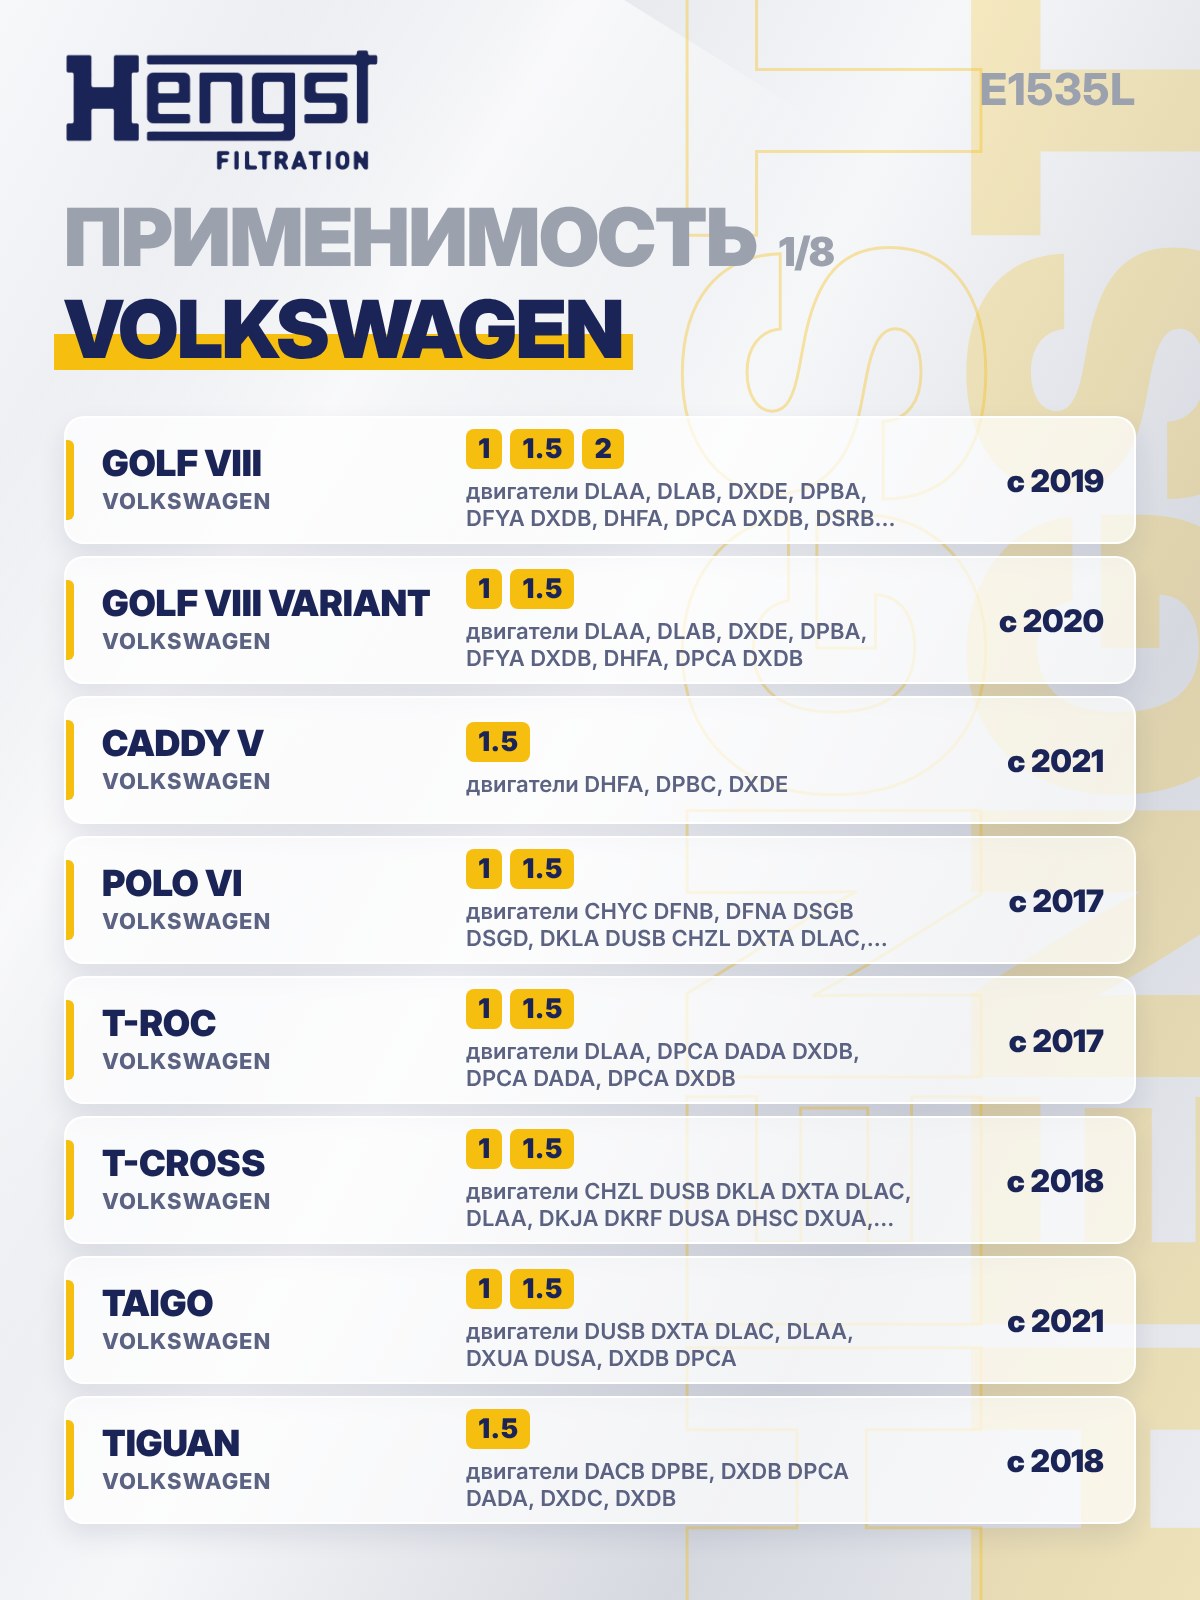 Hengst
FILTRATION
E1535L
ПРИМЕНИМОСТЬ 1/8
VOLKSWAGEN
GOLF VIII
VOLKSWAGEN
1 1.5 2
двигатели DLAA, DLAB, DXDE, DPBA,
DFYA DXDB, DHFA, DPCA DXDB, DSRB...
с 2019
GOLF VIII VARIANT
VOLKSWAGEN
1 1.5
двигатели DLAA, DLAB, DXDE, DPBA,
DFYA DXDB, DHFA, DPCA DXDB
с 2020
CADDY V
VOLKSWAGEN
1.5
двигатели DHFA, DPBC, DXDE
с 2021
POLO VI
VOLKSWAGEN
1 1.5
двигатели CHYC DFNB, DFNA DSGB
DSGD, DKLA DUSB CHZL DXTA DLAC,...
с 2017
T-ROC
VOLKSWAGEN
1 1.5
двигатели DLAA, DPCA DADA DXDB,
DPCA DADA, DPCA DXDB
с 2017
T-CROSS
VOLKSWAGEN
1 1.5
двигатели CHZL DUSB DKLA DXTA DLAC,
DLAA, DKJA DKRF DUSA DHSC DXUA,...
с 2018
TAIGO
VOLKSWAGEN
1 1.5
двигатели DUSB DXTA DLAC, DLAA,
DXUA DUSA, DXDB DPCA
с 2021
TIGUAN
VOLKSWAGEN
1.5
двигатели DACB DPBE, DXDB DPCA
DADA, DXDC, DXDB
с 2018
HENGST
HENGST